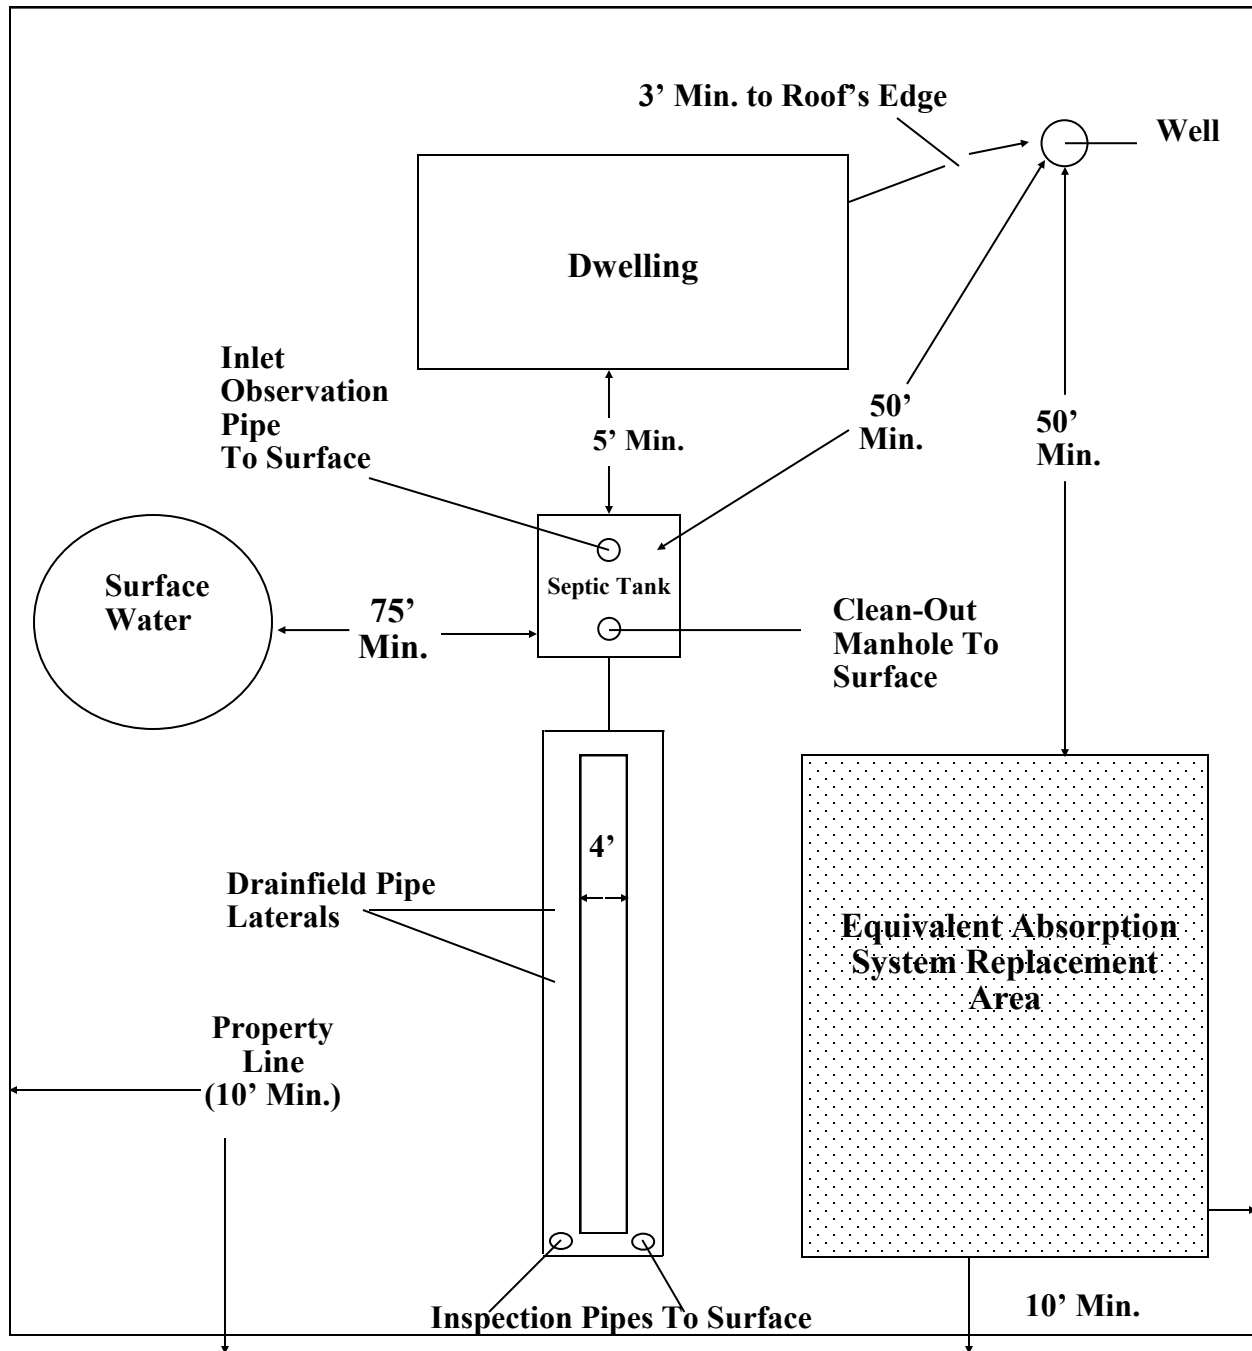 3’ Min. to Roof’s Edge
Well
Dwelling
Inlet
Observation
Pipe
To Surface
5’ Min.
50’
Min.
50’
Min.
Surface
Water
75’
Min.
Septic Tank
Clean-Out
Manhole To
Surface
4’
Drainfield Pipe
Laterals
Equivalent Absorption
System Replacement
Area
Property
Line
(10’ Min.)
Inspection Pipes To Surface
10’ Min.